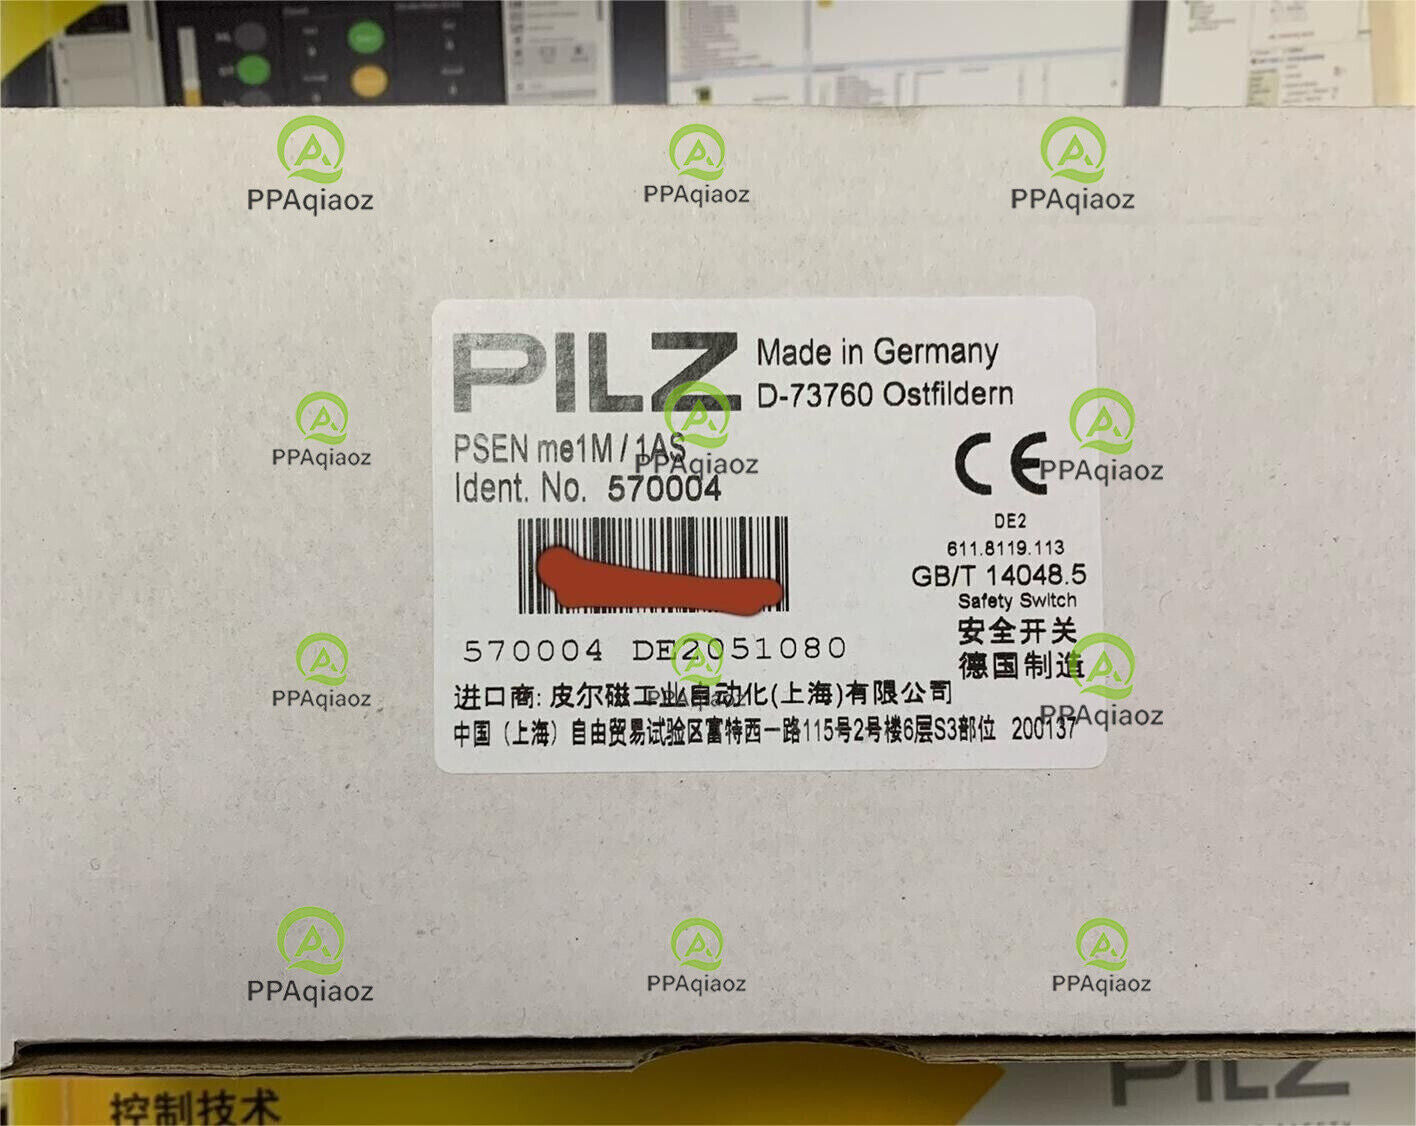 PPAqiaoz
PPAqiaoz
PPAqiaoz
PILZ
Made in Germany
D-73760 Ostfildern
PSEN me1M / 1AS
Ident. No. 570004
PPAqiaoz
PPAqiaoz
CE
PPAqiaoz
DE2
611.8119.113
GB/T 14048.5
Safety Switch
安全开关
德国制造
570004 DE2051080
进口商: 皮尔磁工业自动化(上海)有限公司
中国（上海）自由贸易试验区富特西一路115号2号楼6层S3部位 200137
PPAqiaoz
PPAqiaoz
PPAqiaoz
PPAqiaoz
PPAqiaoz
PPAqiaoz
控制技术
PILZ